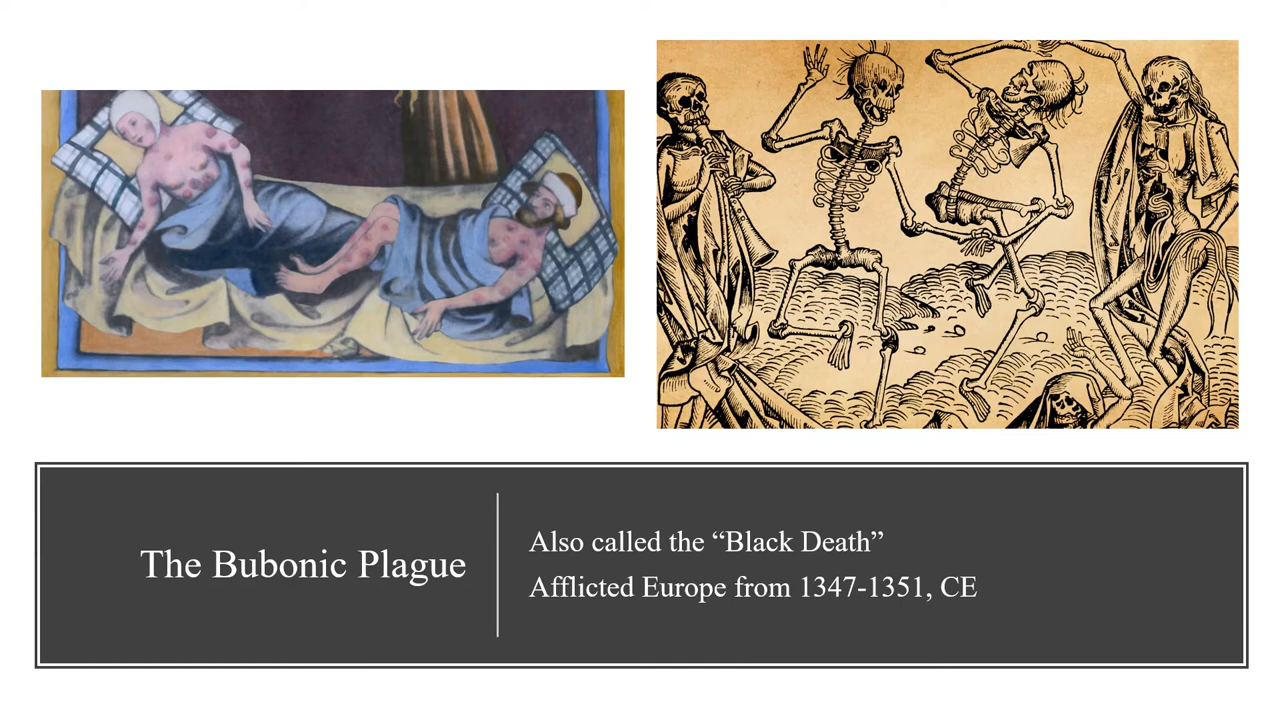 The Bubonic Plague
Also called the “Black Death”
Afflicted Europe from 1347-1351, CE